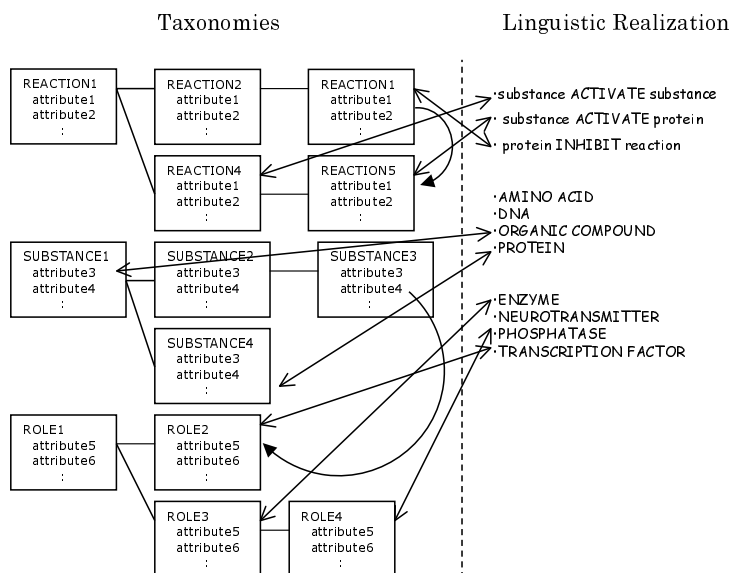 Taxonomies
Linguistic Realization
REACTION1
attribute1
attribute2
:
REACTION2
attribute1
attribute2
:
REACTION1
attribute1
attribute2
:
REACTION4
attribute1
attribute2
:
REACTION5
attribute1
attribute2
:
·substance ACTIVATE substance
· substance ACTIVATE protein
· protein INHIBIT reaction
SUBSTANCE1
attribute3
attribute4
:
SUBSTANCE2
attribute3
attribute4
:
SUBSTANCE3
attribute3
attribute4
:
SUBSTANCE4
attribute3
attribute4
:
·AMINO ACID
·DNA
·ORGANIC COMPOUND
·PROTEIN
·ENZYME
·NEUROTRANSMITTER
·PHOSPHATASE
·TRANSCRIPTION FACTOR
ROLE1
attribute5
attribute6
:
ROLE2
attribute5
attribute6
:
ROLE3
attribute5
attribute6
:
ROLE4
attribute5
attribute6
: